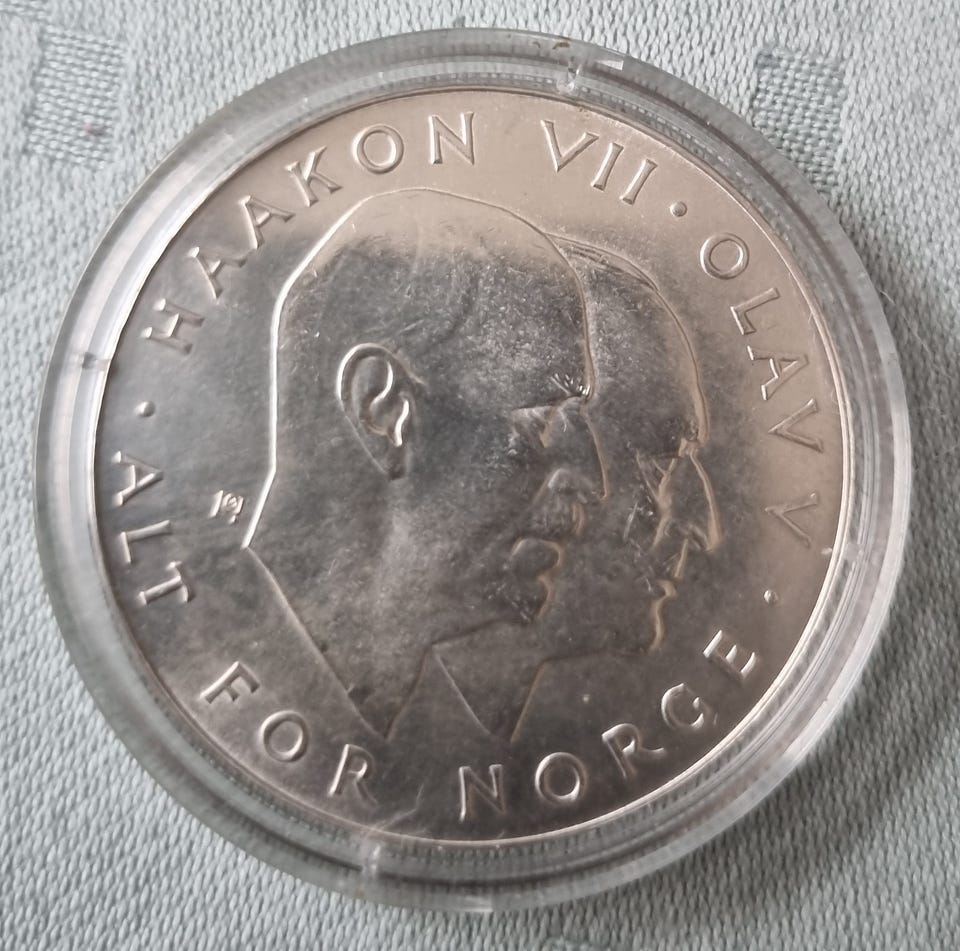 HAAKON VII · OLAV V ·
ALT FOR NORGE ·